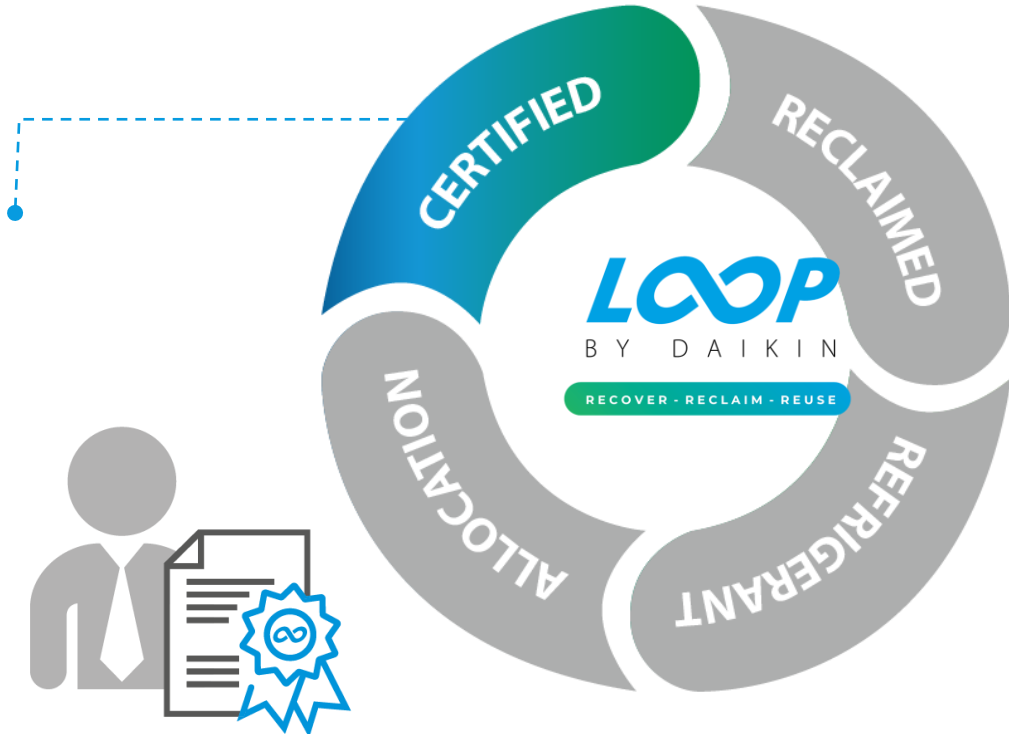 CERTIFIED
RECLAIMED
REFRIGERANT
ALLOCATION
LOOP
BY DAIKIN
RECOVER - RECLAIM - REUSE